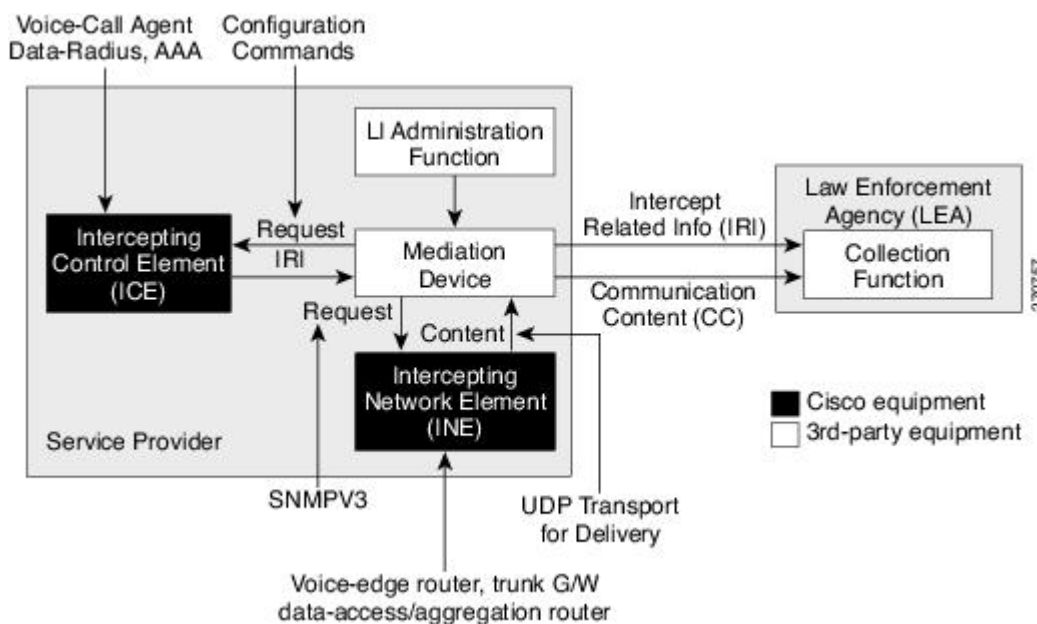 Voice-Call Agent
Data-Radius, AAA
Configuration
Commands
LI Administration
Function
Law Enforcement
Agency (LEA)
Intercepting
Control Element
(ICE)
Request
IRI
Mediation
Device
Intercept
Related Info (IRI)
Collection
Function
Communication
Content (CC)
Request
Content
Intercepting
Network Element
(INE)
Service Provider
Cisco equipment
3rd-party equipment
SNMPV3
UDP Transport
for Delivery
Voice-edge router, trunk G/W
data-access/aggregation router